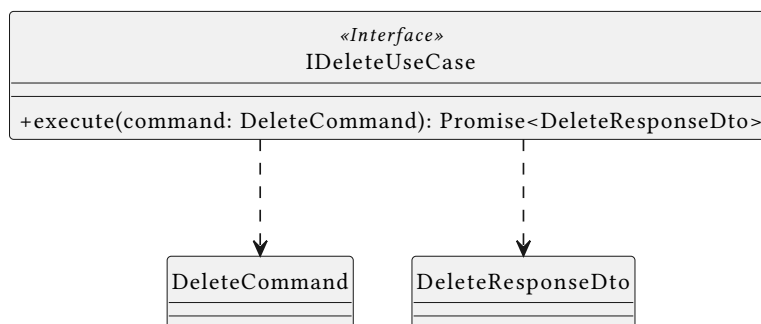 «Interface»
IDeleteUseCase
+execute(command: DeleteCommand): Promise<DeleteResponseDto>
DeleteCommand
DeleteResponseDto